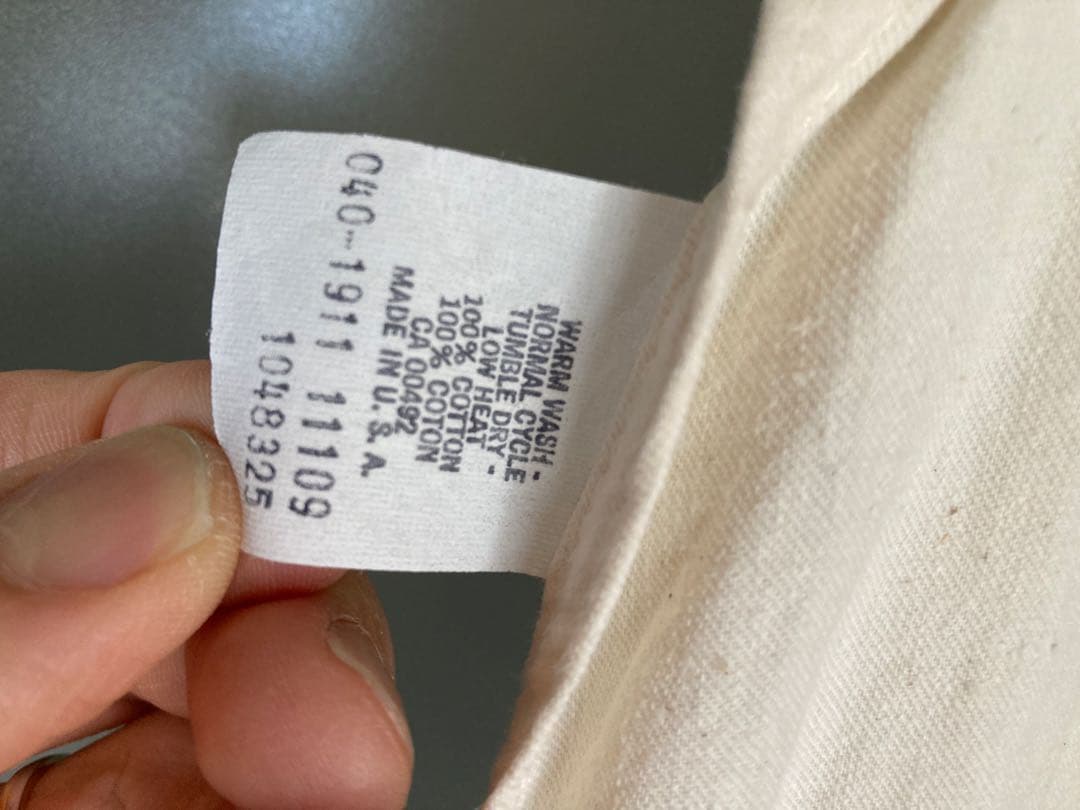 WARM WASH -
NORMAL CYCLE
TUMBLE DRY -
LOW HEAT
100% COTTON
100% COTON
CA 00492
MADE IN U.S.A.
040-1911 11109
1048325